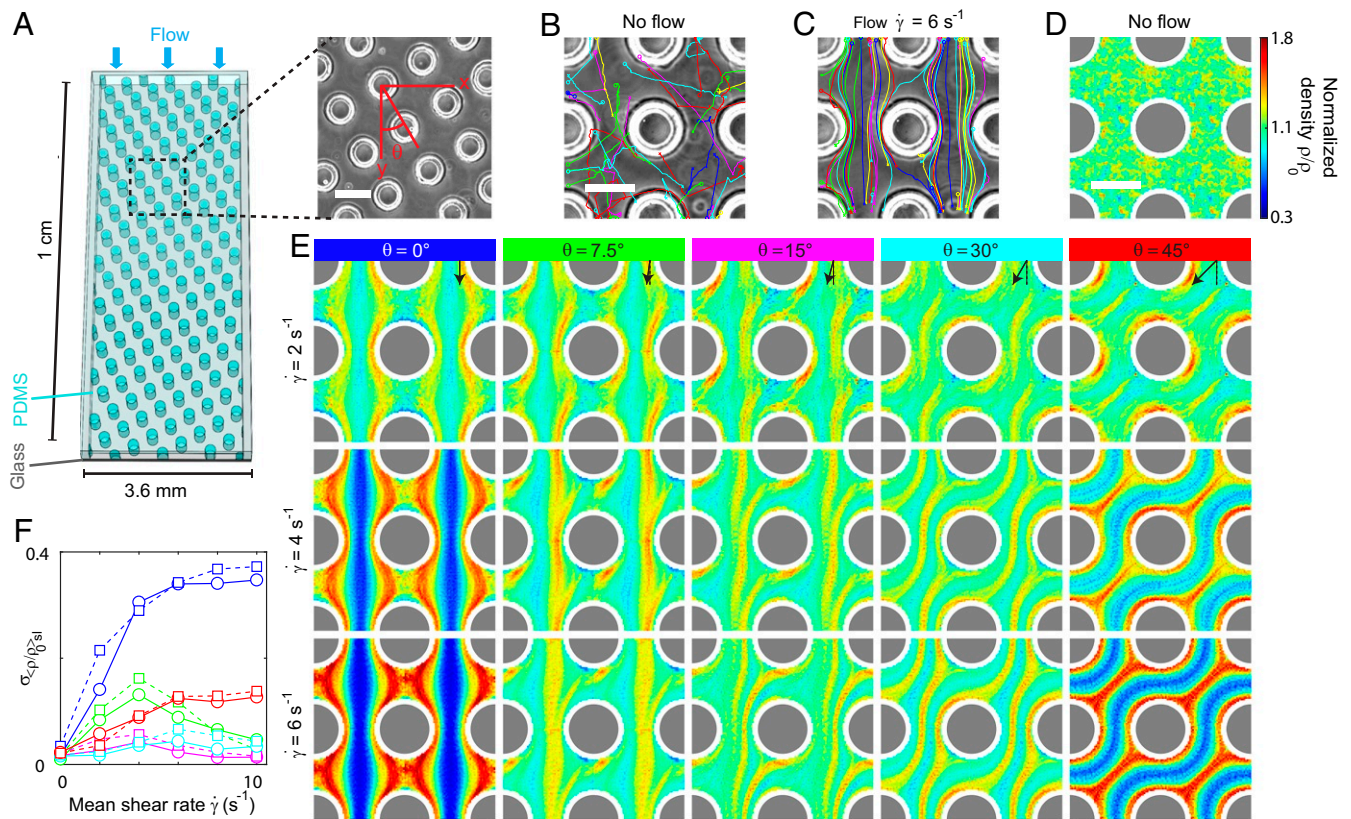 A
Flow
1 cm
PDMS
Glass
3.6 mm
x
θ
y
B
No flow
C
Flow γ̇ = 6 s⁻¹
D
No flow
1.8
1.1
0.3
Normalized
density ρ/ρ₀
E
θ = 0°
θ = 7.5°
θ = 15°
θ = 30°
θ = 45°
γ̇ = 2 s⁻¹
γ̇ = 4 s⁻¹
γ̇ = 6 s⁻¹
F
0.4
0
σ<ρ/ρ₀>sl
0
10
Mean shear rate γ̇ (s⁻¹)